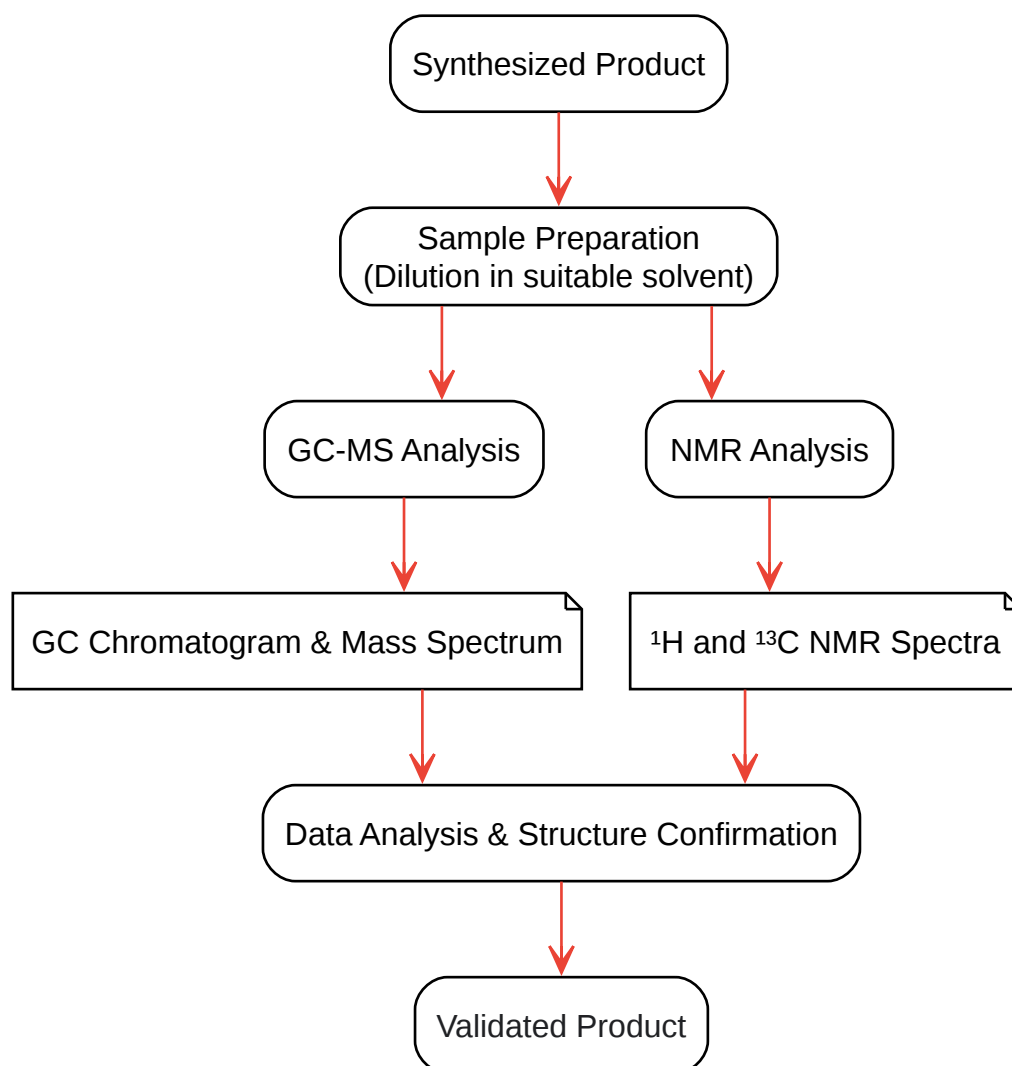 Synthesized Product
Sample Preparation
(Dilution in suitable solvent)
GC-MS Analysis
NMR Analysis
GC Chromatogram & Mass Spectrum
¹H and ¹³C NMR Spectra
Data Analysis & Structure Confirmation
Validated Product